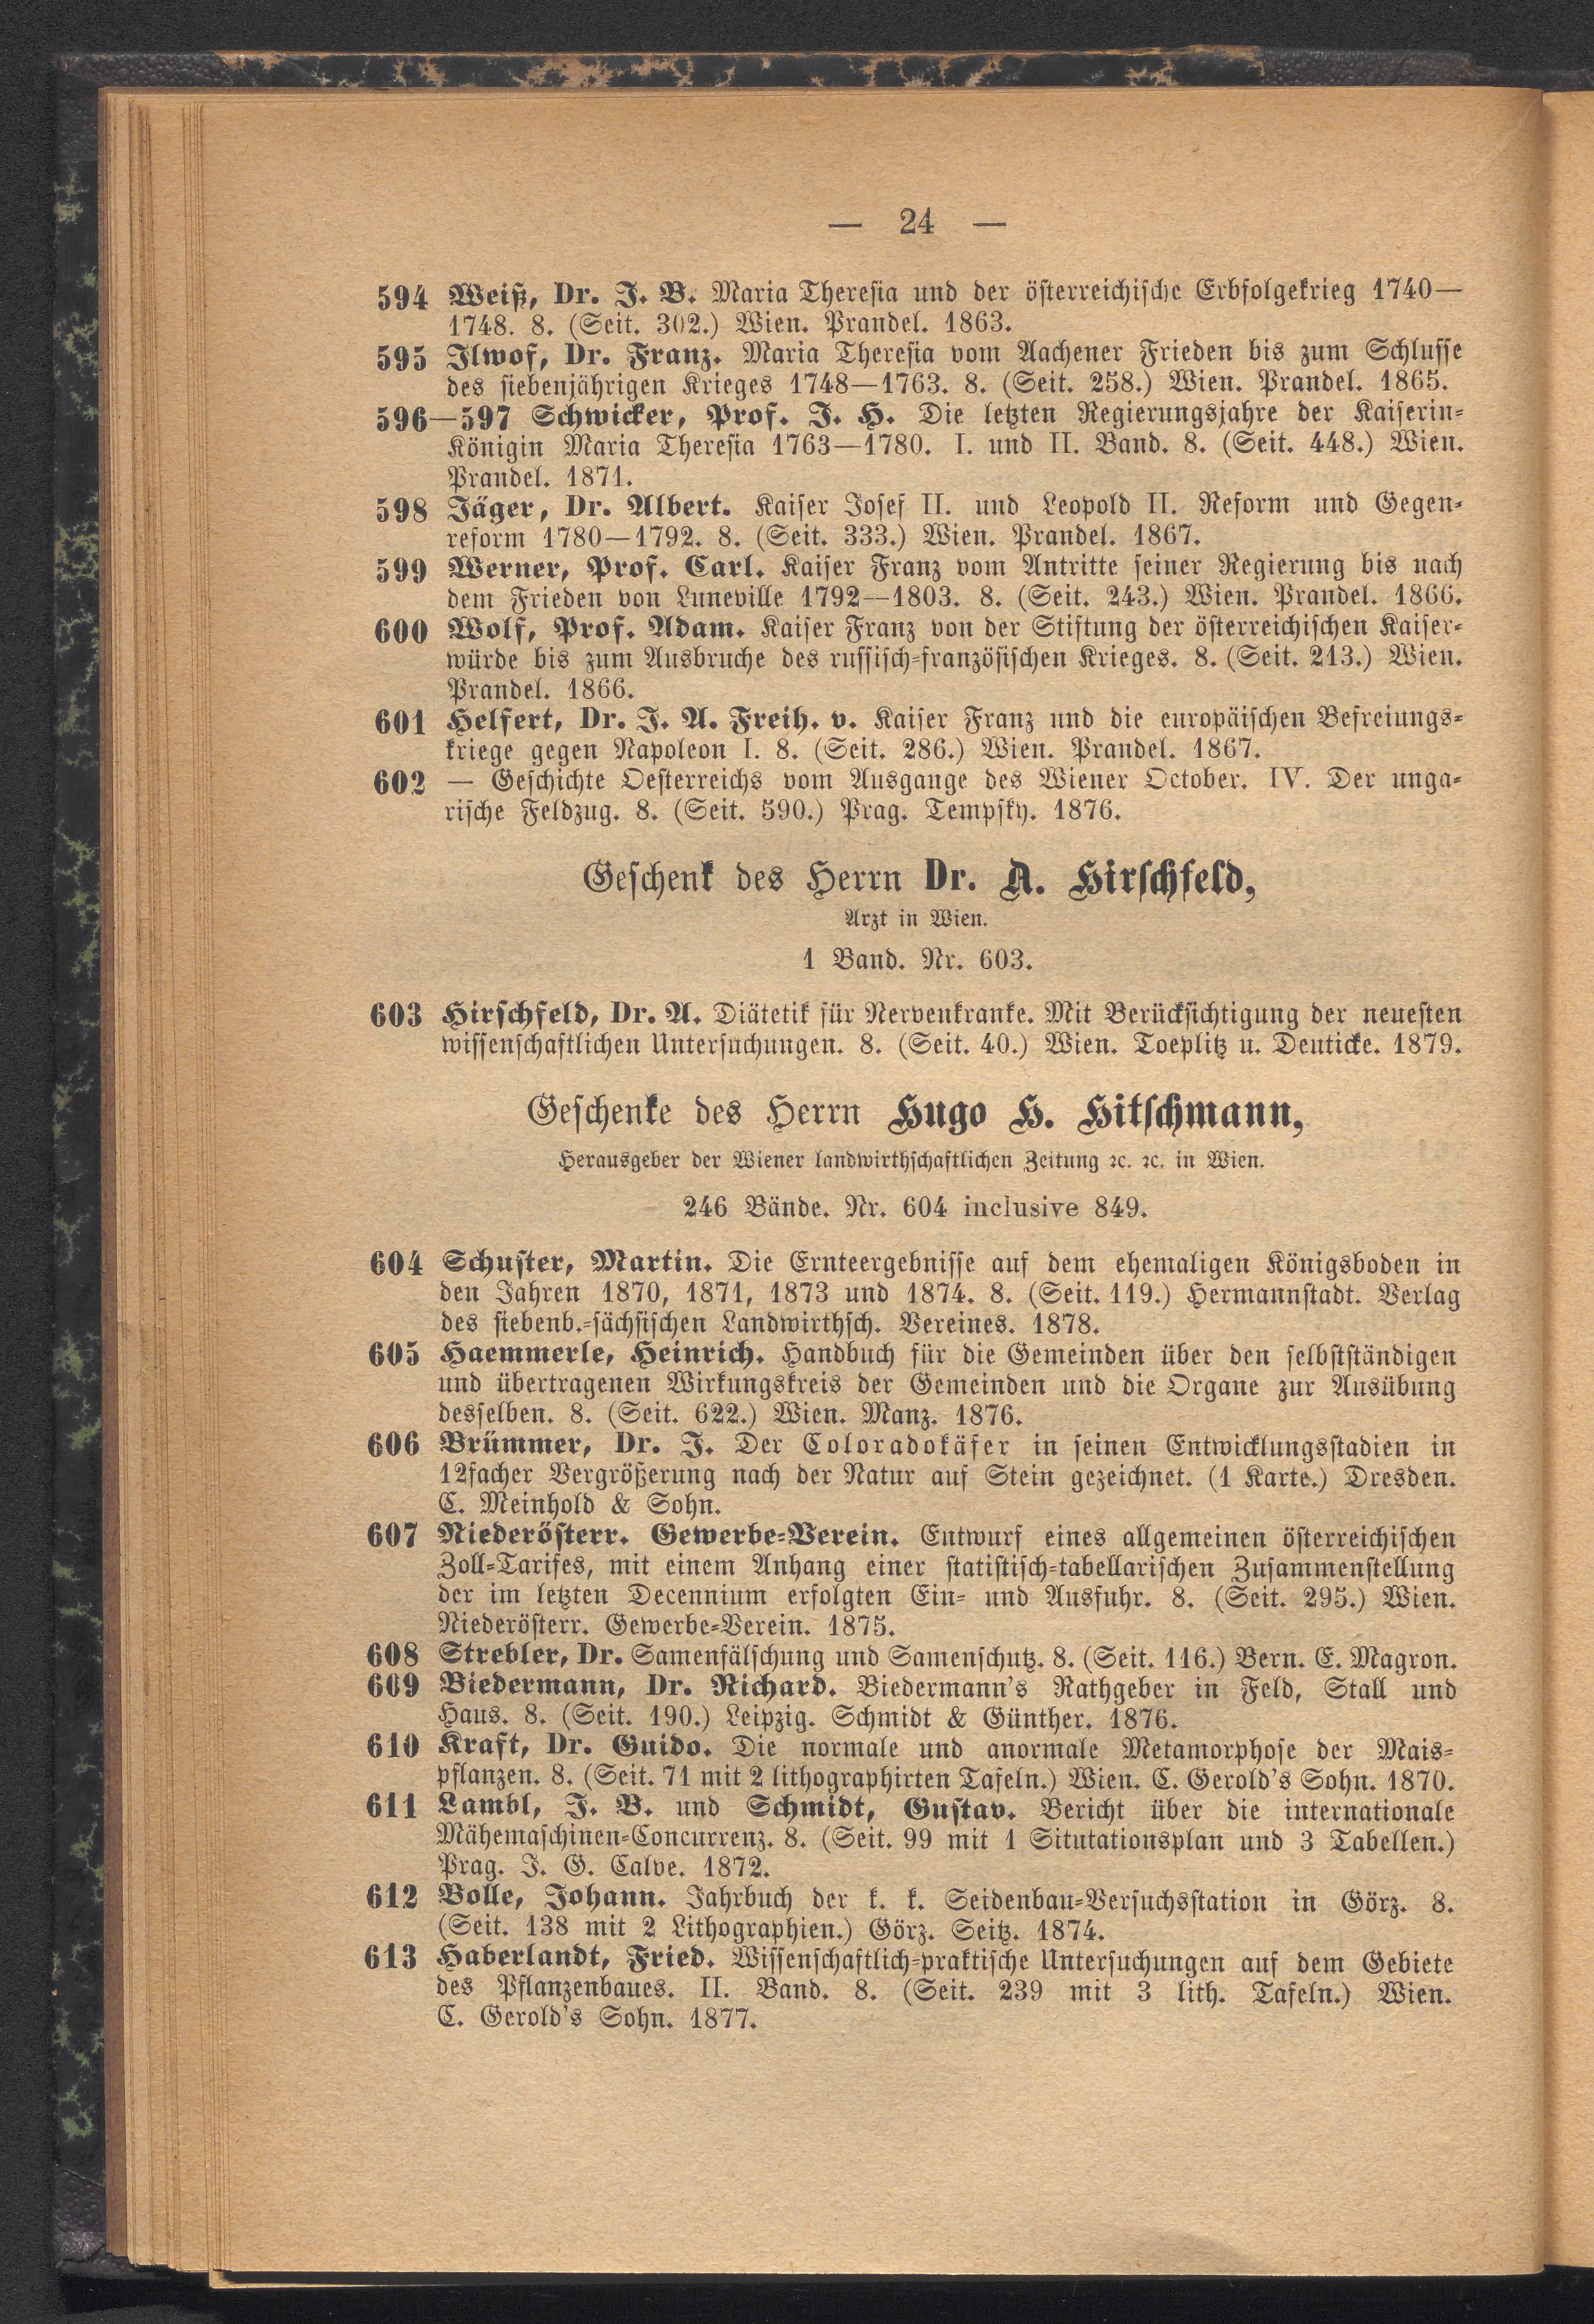 — 24 —
594 Weiß, Dr. J. B. Maria Theresia und der österreichische Erbfolgekrieg 1740—
1748. 8. (Seit. 302.) Wien. Prandel. 1863.
595 Ilwof, Dr. Franz. Maria Theresia vom Aachener Frieden bis zum Schlusse
des siebenjährigen Krieges 1748—1763. 8. (Seit. 258.) Wien. Prandel. 1865.
596—597 Schwicker, Prof. J. H. Die letzten Regierungsjahre der Kaiserin-
Königin Maria Theresia 1763—1780. I. und II. Band. 8. (Seit. 448.) Wien.
Prandel. 1871.
598 Jäger, Dr. Albert. Kaiser Josef II. und Leopold II. Reform und Gegen-
reform 1780—1792. 8. (Seit. 333.) Wien. Prandel. 1867.
599 Werner, Prof. Carl. Kaiser Franz vom Antritte seiner Regierung bis nach
dem Frieden von Luneville 1792—1803. 8. (Seit. 243.) Wien. Prandel. 1866.
600 Wolf, Prof. Adam. Kaiser Franz von der Stiftung der österreichischen Kaiser-
würde bis zum Ausbruche des russisch-französischen Krieges. 8. (Seit. 213.) Wien.
Prandel. 1866.
601 Helfert, Dr. J. A. Freih. v. Kaiser Franz und die europäischen Befreiungs-
kriege gegen Napoleon I. 8. (Seit. 286.) Wien. Prandel. 1867.
602 — Geschichte Oesterreichs vom Ausgange des Wiener October. IV. Der unga-
rische Feldzug. 8. (Seit. 590.) Prag. Tempsky. 1876.
Geschenk des Herrn Dr. A. Hirschfeld,
Arzt in Wien.
1 Band. Nr. 603.
603 Hirschfeld, Dr. A. Diätetik für Nervenkranke. Mit Berücksichtigung der neuesten
wissenschaftlichen Untersuchungen. 8. (Seit. 40.) Wien. Toeplitz u. Deuticke. 1879.
Geschenke des Herrn Hugo H. Hitschmann,
Herausgeber der Wiener landwirthschaftlichen Zeitung ꝛc. ꝛc. in Wien.
246 Bände. Nr. 604 inclusive 849.
604 Schuster, Martin. Die Ernteergebnisse auf dem ehemaligen Königsboden in
den Jahren 1870, 1871, 1873 und 1874. 8. (Seit. 119.) Hermannstadt. Verlag
des siebenb.-sächsischen Landwirthsch. Vereines. 1878.
605 Haemmerle, Heinrich. Handbuch für die Gemeinden über den selbstständigen
und übertragenen Wirkungskreis der Gemeinden und die Organe zur Ausübung
desselben. 8. (Seit. 622.) Wien. Manz. 1876.
606 Brümmer, Dr. J. Der Coloradokäfer in seinen Entwicklungsstadien in
12facher Vergrößerung nach der Natur auf Stein gezeichnet. (1 Karte.) Dresden.
C. Meinhold & Sohn.
607 Niederösterr. Gewerbe-Verein. Entwurf eines allgemeinen österreichischen
Zoll-Tarifes, mit einem Anhang einer statistisch-tabellarischen Zusammenstellung
der im letzten Decennium erfolgten Ein- und Ausfuhr. 8. (Seit. 295.) Wien.
Niederösterr. Gewerbe-Verein. 1875.
608 Strebler, Dr. Samenfälschung und Samenschutz. 8. (Seit. 116.) Bern. E. Magron.
609 Biedermann, Dr. Richard. Biedermann's Rathgeber in Feld, Stall und
Haus. 8. (Seit. 190.) Leipzig. Schmidt & Günther. 1876.
610 Kraft, Dr. Guido. Die normale und anormale Metamorphose der Mais-
pflanzen. 8. (Seit. 71 mit 2 lithographirten Tafeln.) Wien. C. Gerold's Sohn. 1870.
611 Lambl, J. B. und Schmidt, Gustav. Bericht über die internationale
Mähemaschinen-Concurrenz. 8. (Seit. 99 mit 1 Situtationsplan und 3 Tabellen.)
Prag. J. G. Calve. 1872.
612 Bolle, Johann. Jahrbuch der k. k. Seidenbau-Versuchsstation in Görz. 8.
(Seit. 138 mit 2 Lithographien.) Görz. Seitz. 1874.
613 Haberlandt, Fried. Wissenschaftlich-praktische Untersuchungen auf dem Gebiete
des Pflanzenbaues. II. Band. 8. (Seit. 239 mit 3 lith. Tafeln.) Wien.
C. Gerold's Sohn. 1877.